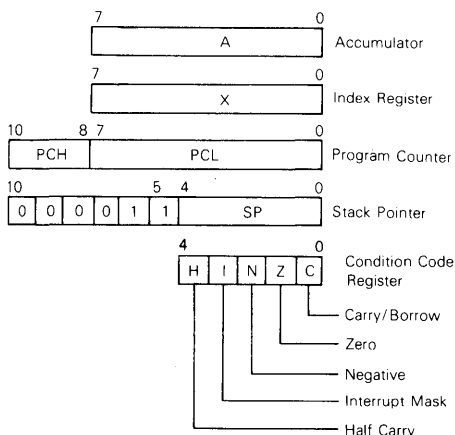 7 0
A Accumulator
7 0
X Index Register
10 8 7 0
PCH PCL Program Counter
10 5 4 0
0 0 0 0 1 1 SP Stack Pointer
4 0
H I N Z C Condition Code
Register
Carry/Borrow
Zero
Negative
Interrupt Mask
Half Carry